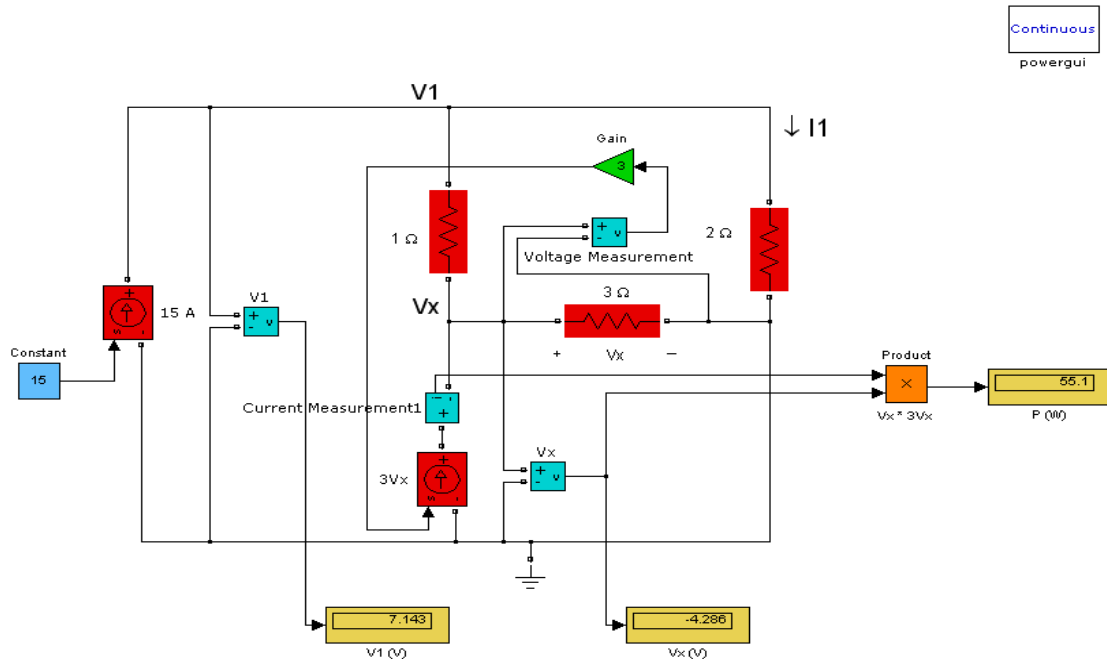 Continuous
powergui
V1
↓ I1
Gain
3
1 Ω
+
-
v
Voltage Measurement
2 Ω
V1
+
-
v
+
S
-
15 A
Vx
3 Ω
+ Vx −
Constant
15
Product
×
Vx * 3Vx
55.1
P (W)
Current Measurement1
i
-
+
3Vx
+
S
-
Vx
+
-
v
7.143
V1 (V)
-4.286
Vx (V)